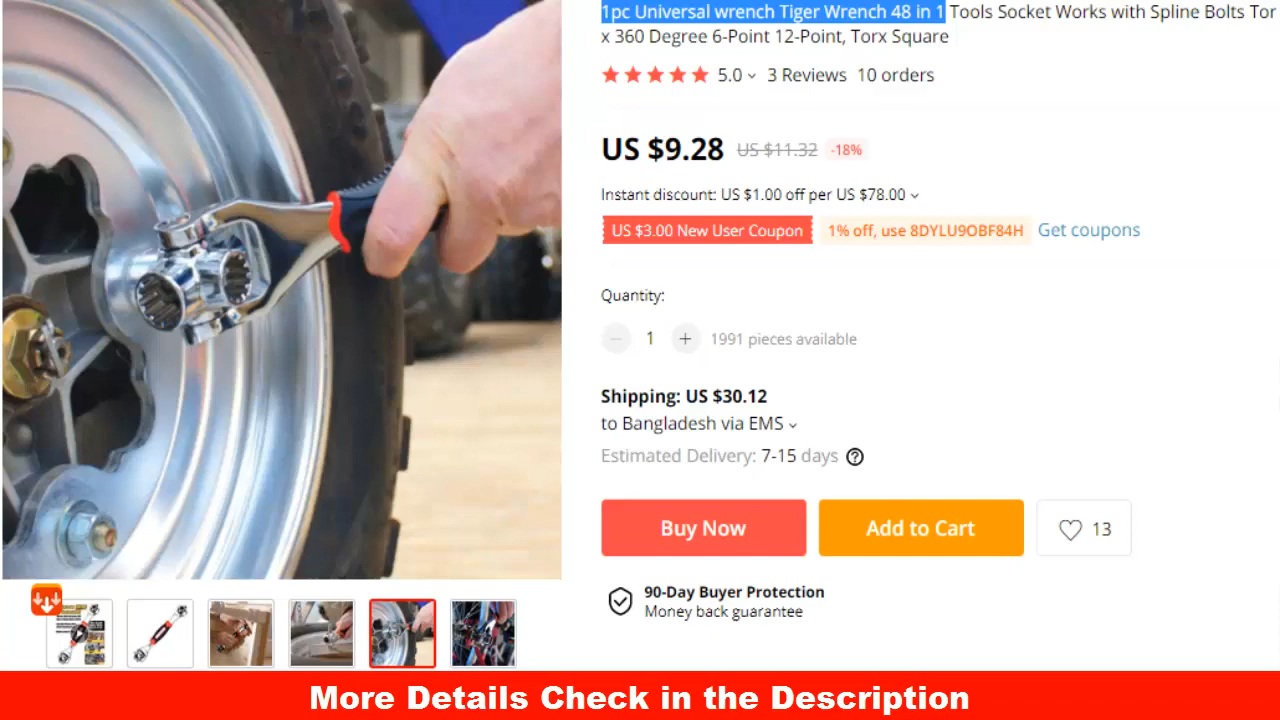 1pc Universal wrench Tiger Wrench 48 in 1 Tools Socket Works with Spline Bolts Tor
x 360 Degree 6-Point 12-Point, Torx Square
5.0 3 Reviews 10 orders
US $9.28 US $11.32 -18%
Instant discount: US $1.00 off per US $78.00
US $3.00 New User Coupon 1% off, use 8DYLU9OBF84H Get coupons
Quantity:
1 + 1991 pieces available
Shipping: US $30.12
to Bangladesh via EMS
Estimated Delivery: 7-15 days ?
Buy Now Add to Cart 13
90-Day Buyer Protection
Money back guarantee
More Details Check in the Description